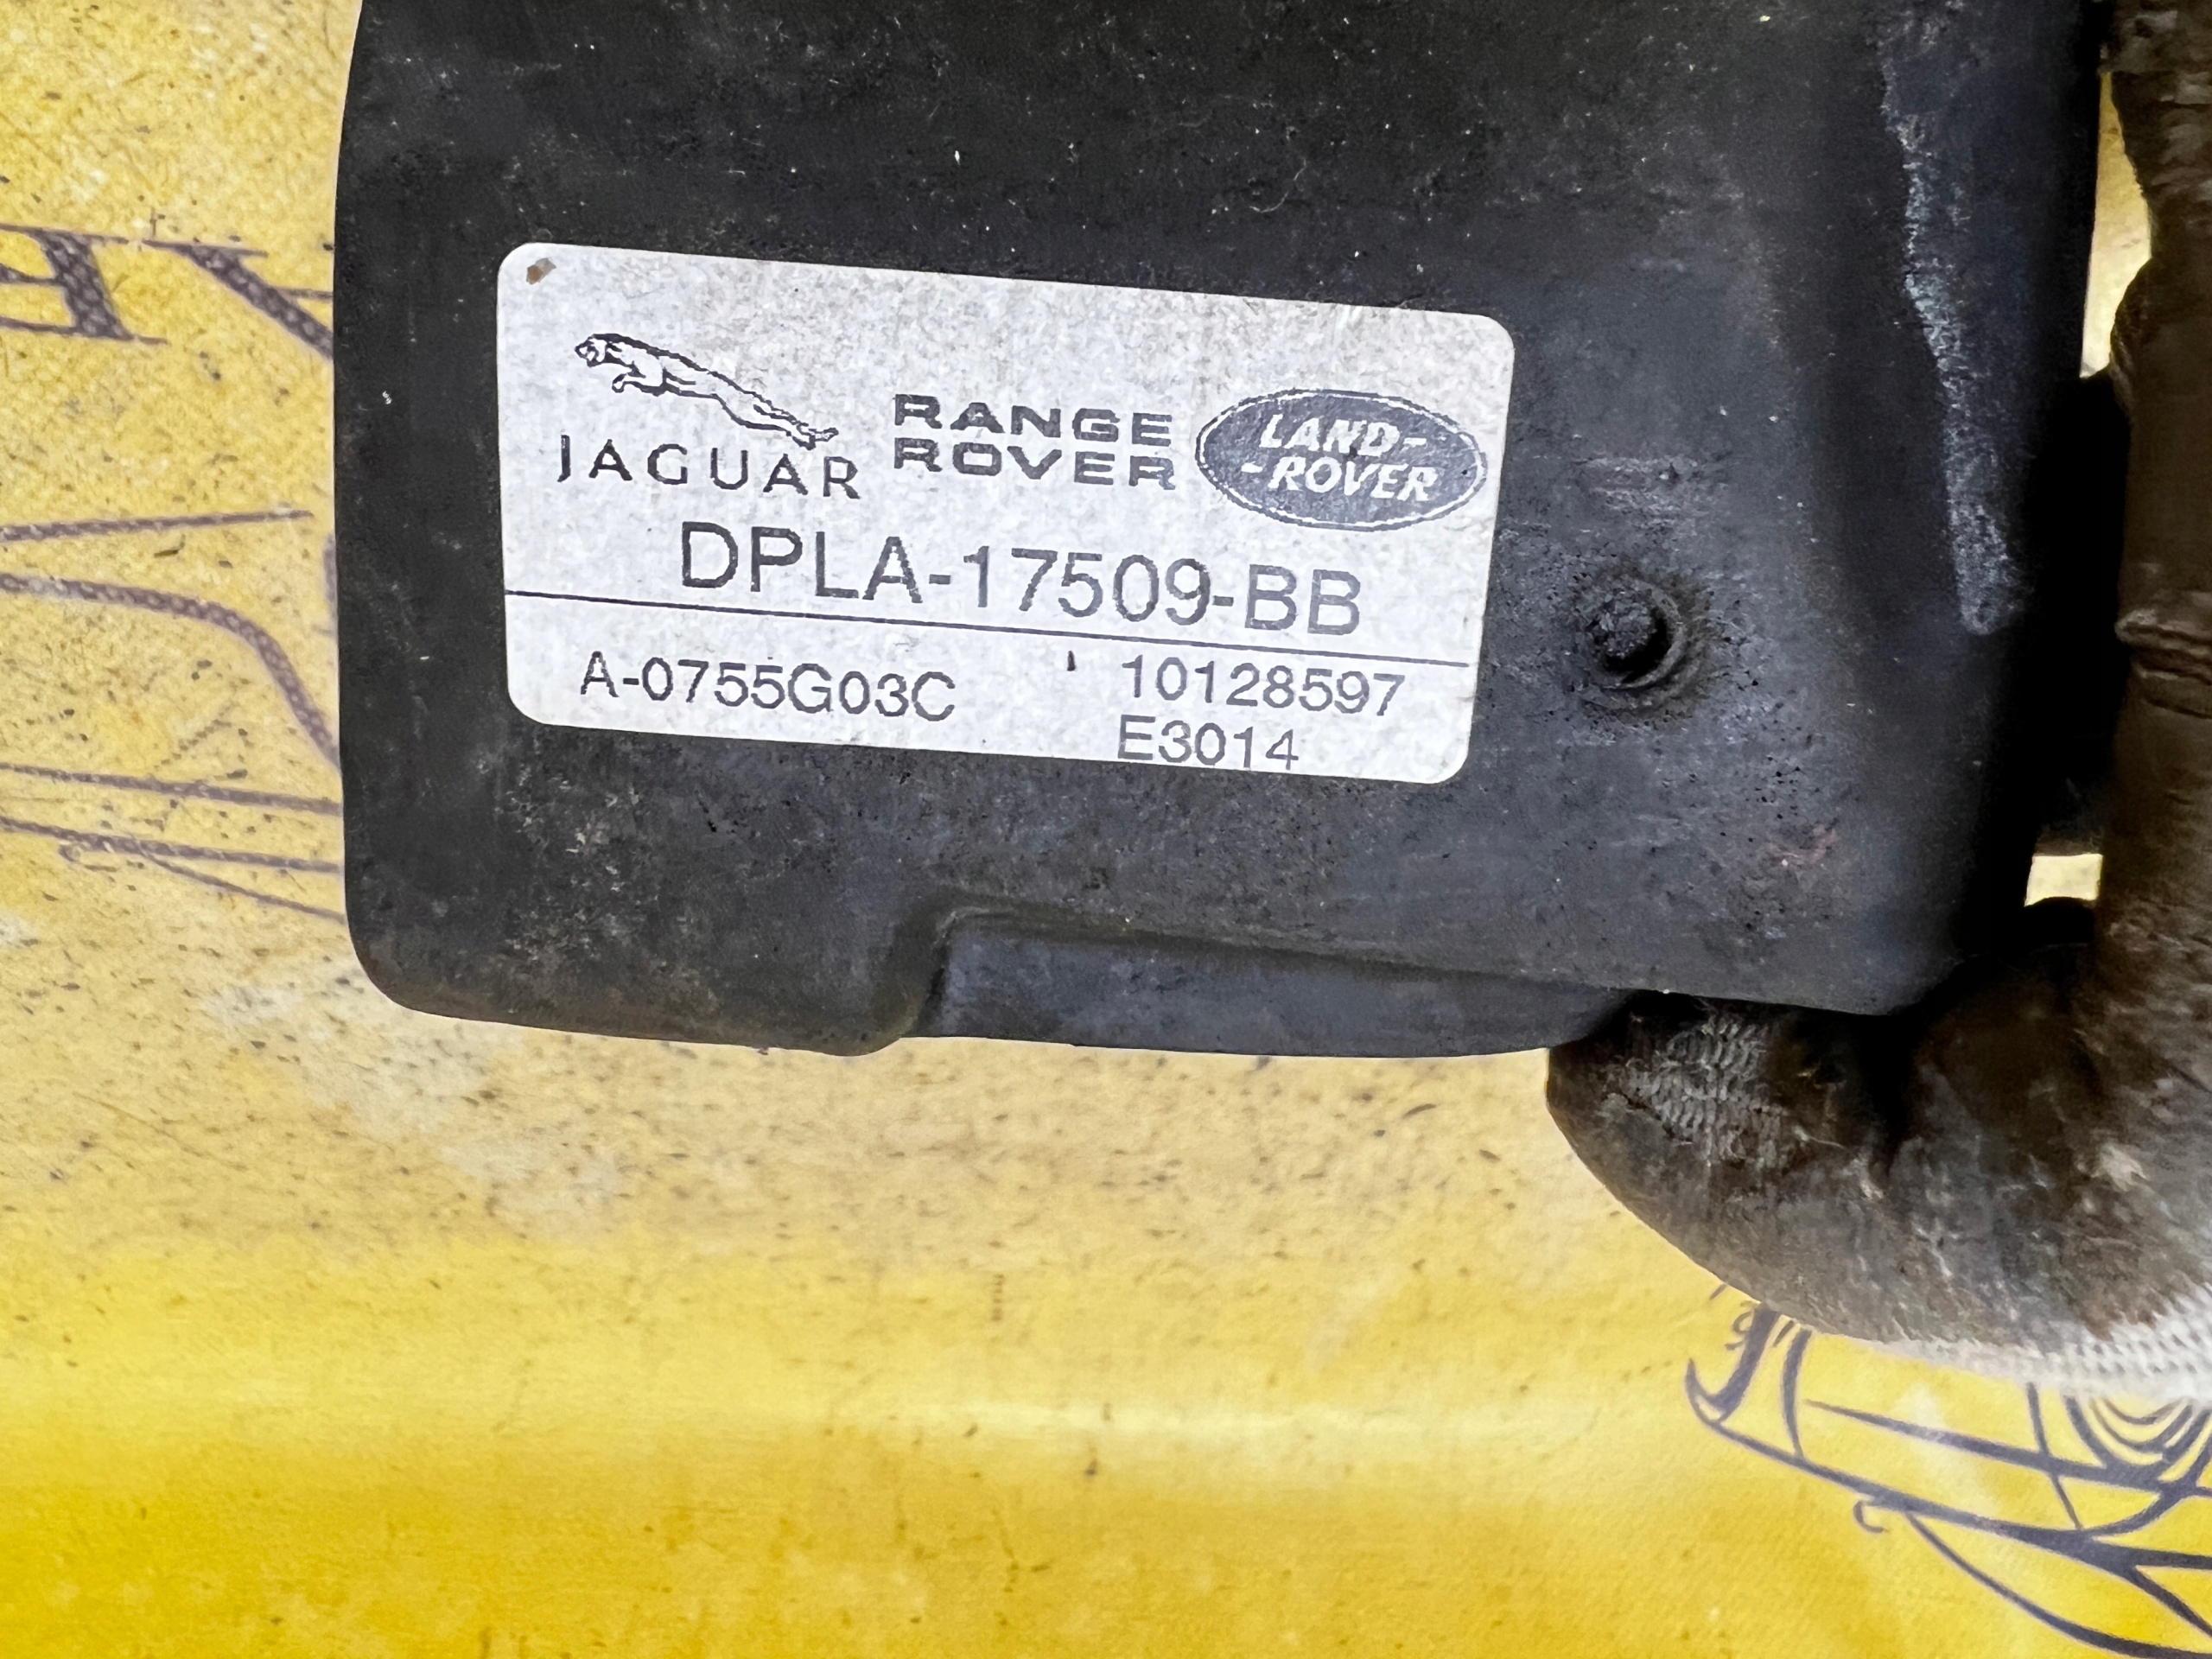 JAGUAR
RANGE
ROVER
LAND-
-ROVER
DPLA-17509-BB
A-0755G03C
10128597
E3014